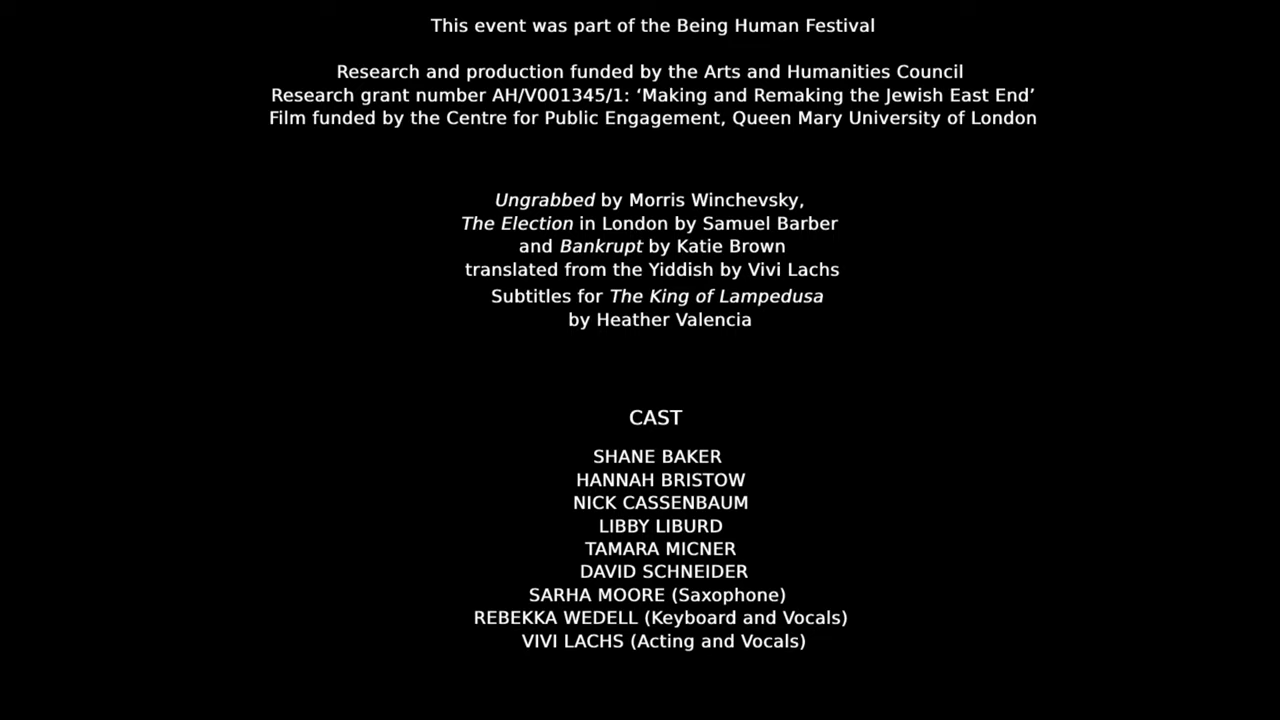 This event was part of the Being Human Festival
Research and production funded by the Arts and Humanities Council
Research grant number AH/V001345/1: ‘Making and Remaking the Jewish East End’
Film funded by the Centre for Public Engagement, Queen Mary University of London
Ungrabbed by Morris Winchevsky,
The Election in London by Samuel Barber
and Bankrupt by Katie Brown
translated from the Yiddish by Vivi Lachs
Subtitles for The King of Lampedusa
by Heather Valencia
CAST
SHANE BAKER
HANNAH BRISTOW
NICK CASSENBAUM
LIBBY LIBURD
TAMARA MICNER
DAVID SCHNEIDER
SARHA MOORE (Saxophone)
REBEKKA WEDELL (Keyboard and Vocals)
VIVI LACHS (Acting and Vocals)